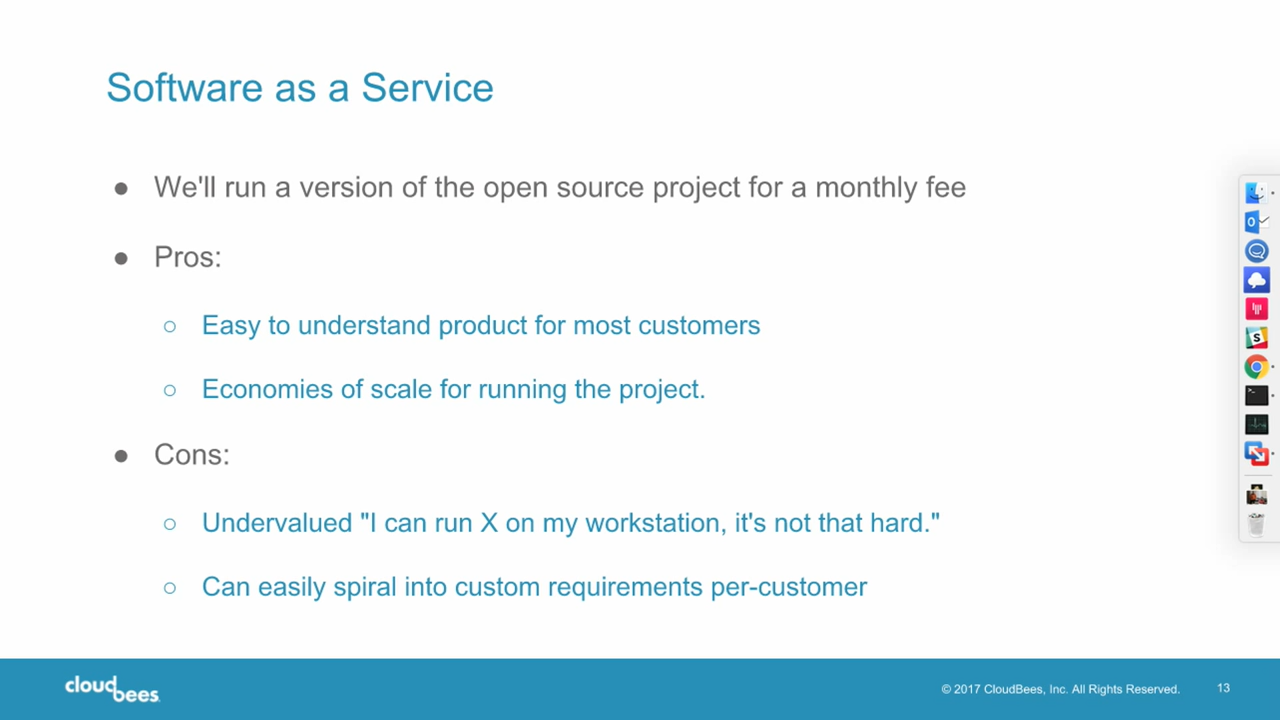 Software as a Service
● We'll run a version of the open source project for a monthly fee
● Pros:
○ Easy to understand product for most customers
○ Economies of scale for running the project.
● Cons:
○ Undervalued "I can run X on my workstation, it's not that hard."
○ Can easily spiral into custom requirements per-customer
cloudbees
© 2017 CloudBees, Inc. All Rights Reserved.
13